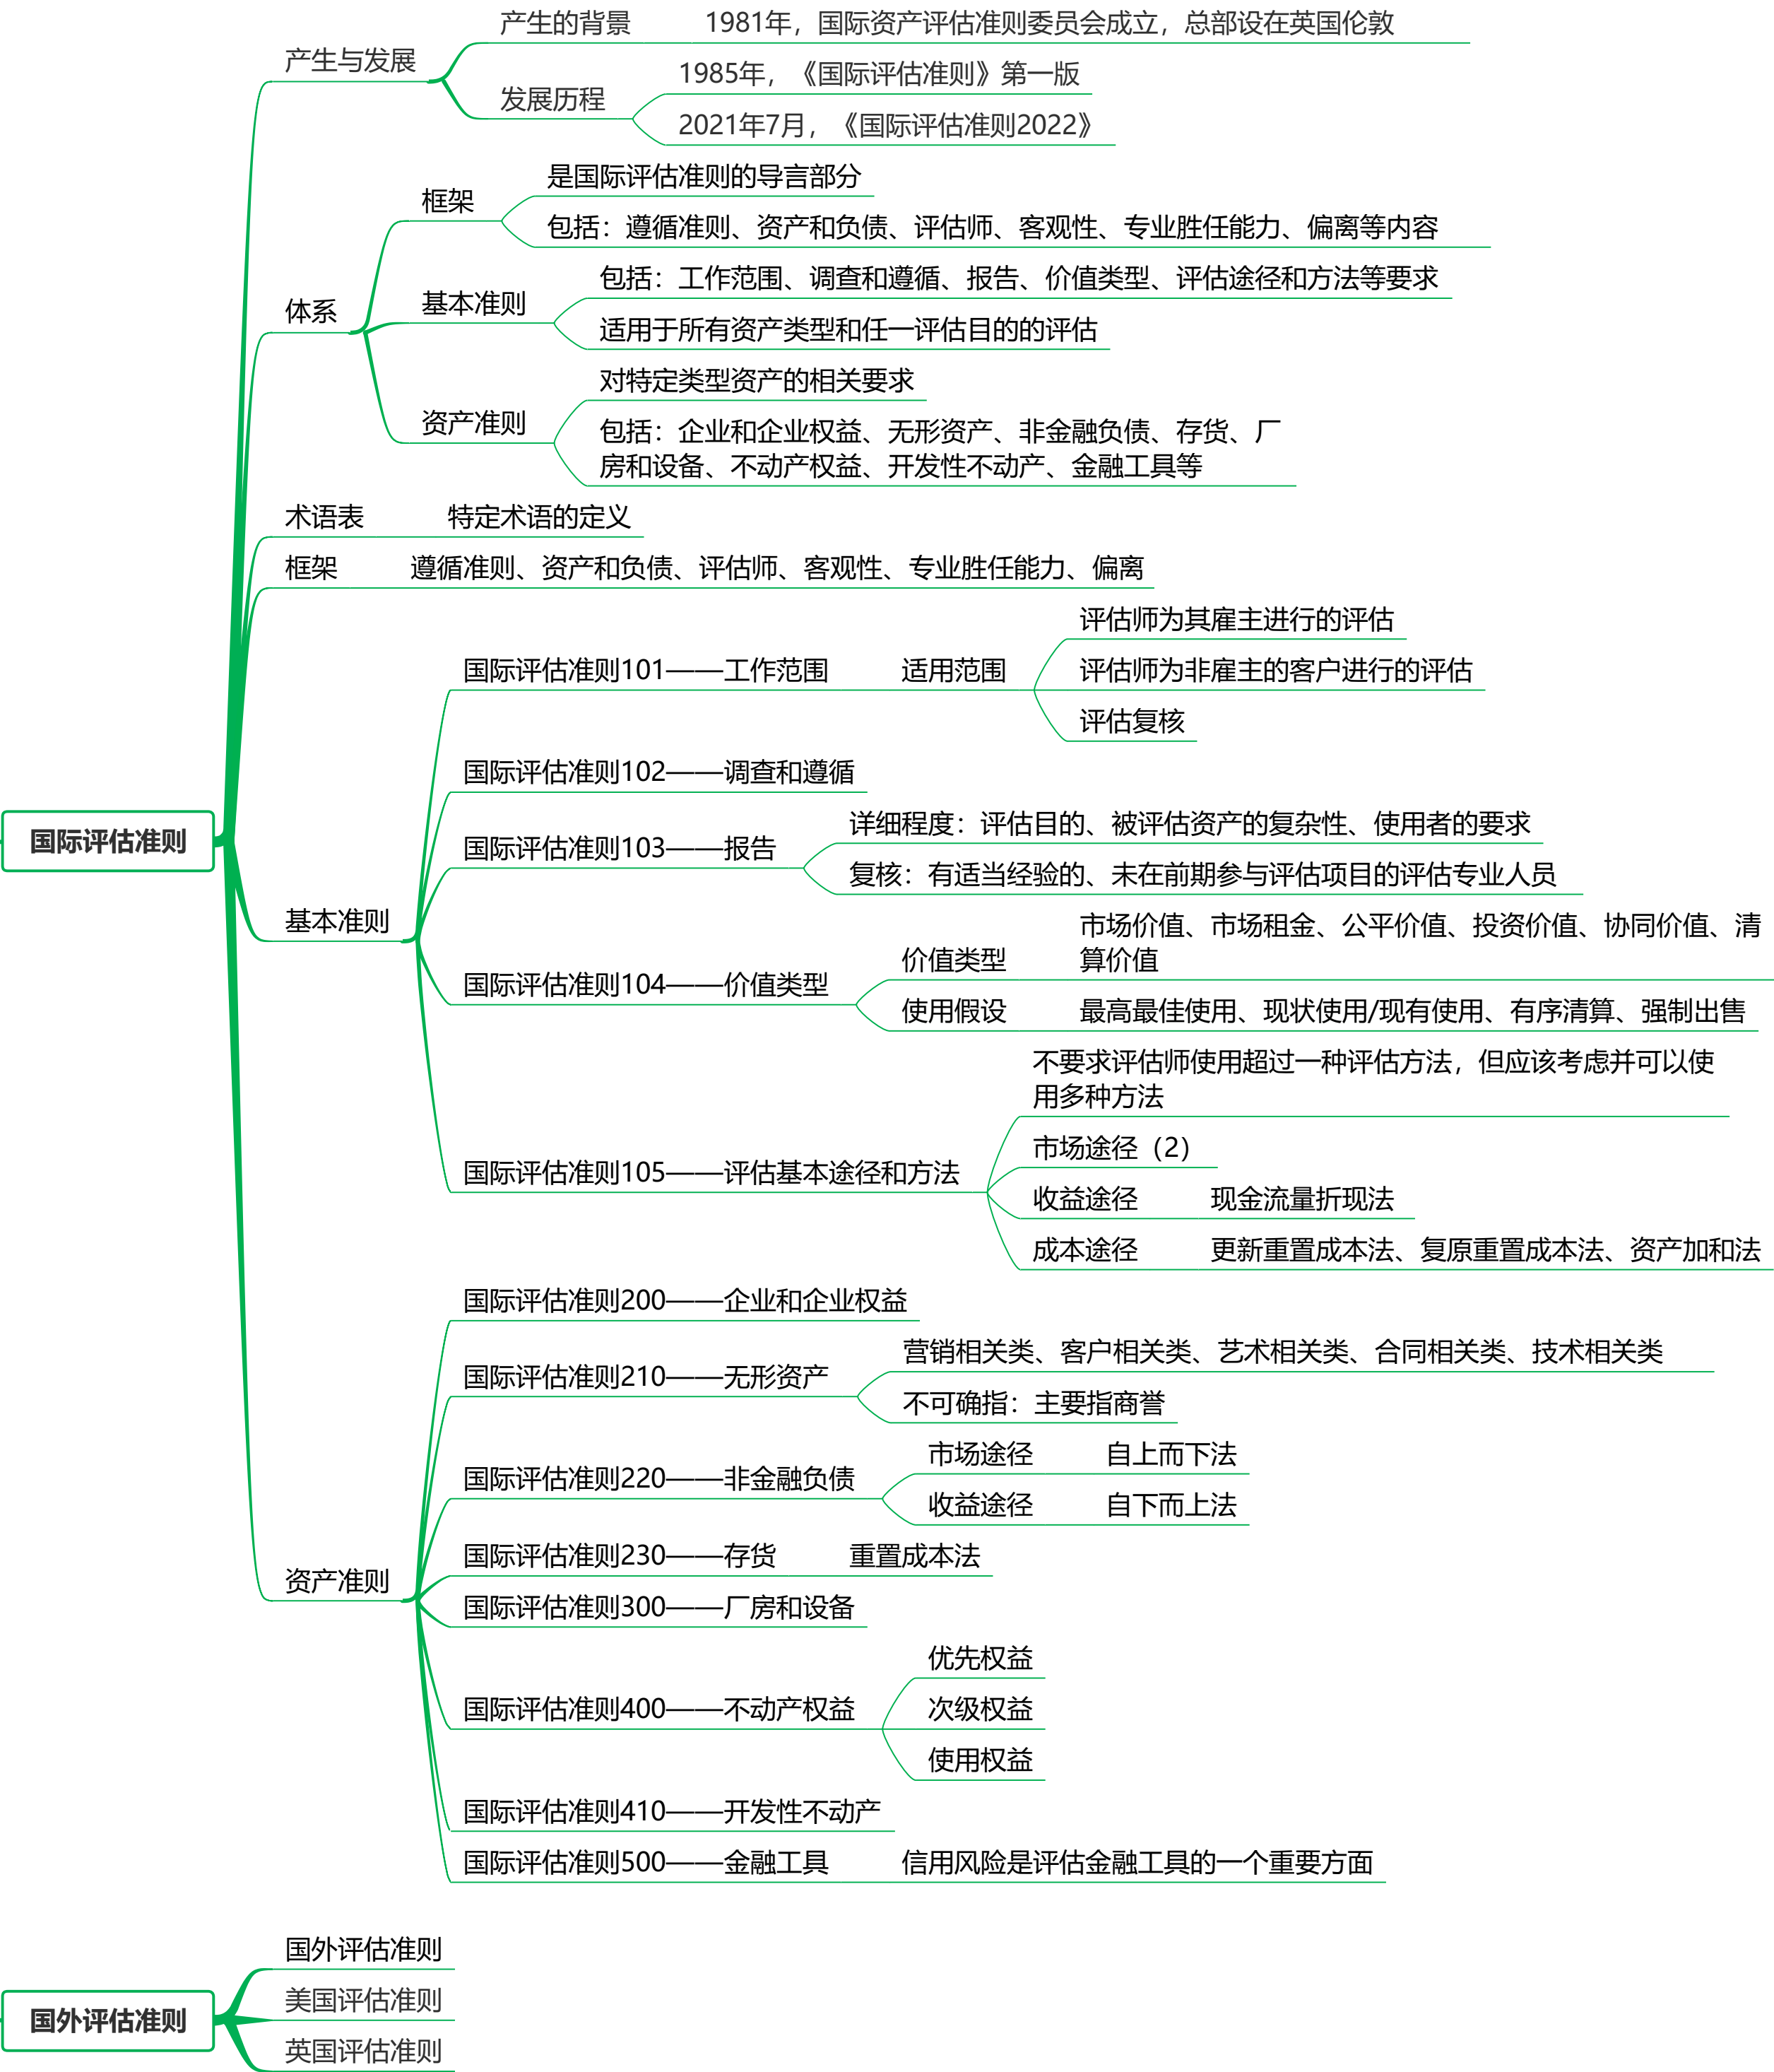 产生的背景
1981年，国际资产评估准则委员会成立，总部设在英国伦敦
产生与发展
1985年，《国际评估准则》第一版
发展历程
2021年7月，《国际评估准则2022》
是国际评估准则的导言部分
框架
包括：遵循准则、资产和负债、评估师、客观性、专业胜任能力、偏离等内容
包括：工作范围、调查和遵循、报告、价值类型、评估途径和方法等要求
体系
基本准则
适用于所有资产类型和任一评估目的的评估
对特定类型资产的相关要求
资产准则
包括：企业和企业权益、无形资产、非金融负债、存货、厂
房和设备、不动产权益、开发性不动产、金融工具等
术语表
特定术语的定义
框架
遵循准则、资产和负债、评估师、客观性、专业胜任能力、偏离
评估师为其雇主进行的评估
国际评估准则101——工作范围
适用范围
评估师为非雇主的客户进行的评估
评估复核
国际评估准则102——调查和遵循
详细程度：评估目的、被评估资产的复杂性、使用者的要求
国际评估准则
国际评估准则103——报告
复核：有适当经验的、未在前期参与评估项目的评估专业人员
基本准则
市场价值、市场租金、公平价值、投资价值、协同价值、清
价值类型
算价值
国际评估准则104——价值类型
使用假设
最高最佳使用、现状使用/现有使用、有序清算、强制出售
不要求评估师使用超过一种评估方法，但应该考虑并可以使
用多种方法
市场途径（2）
国际评估准则105——评估基本途径和方法
收益途径
现金流量折现法
成本途径
更新重置成本法、复原重置成本法、资产加和法
国际评估准则200——企业和企业权益
营销相关类、客户相关类、艺术相关类、合同相关类、技术相关类
国际评估准则210——无形资产
不可确指：主要指商誉
市场途径
自上而下法
国际评估准则220——非金融负债
收益途径
自下而上法
国际评估准则230——存货
重置成本法
资产准则
国际评估准则300——厂房和设备
优先权益
国际评估准则400——不动产权益
次级权益
使用权益
国际评估准则410——开发性不动产
国际评估准则500——金融工具
信用风险是评估金融工具的一个重要方面
国外评估准则
美国评估准则
国外评估准则
英国评估准则